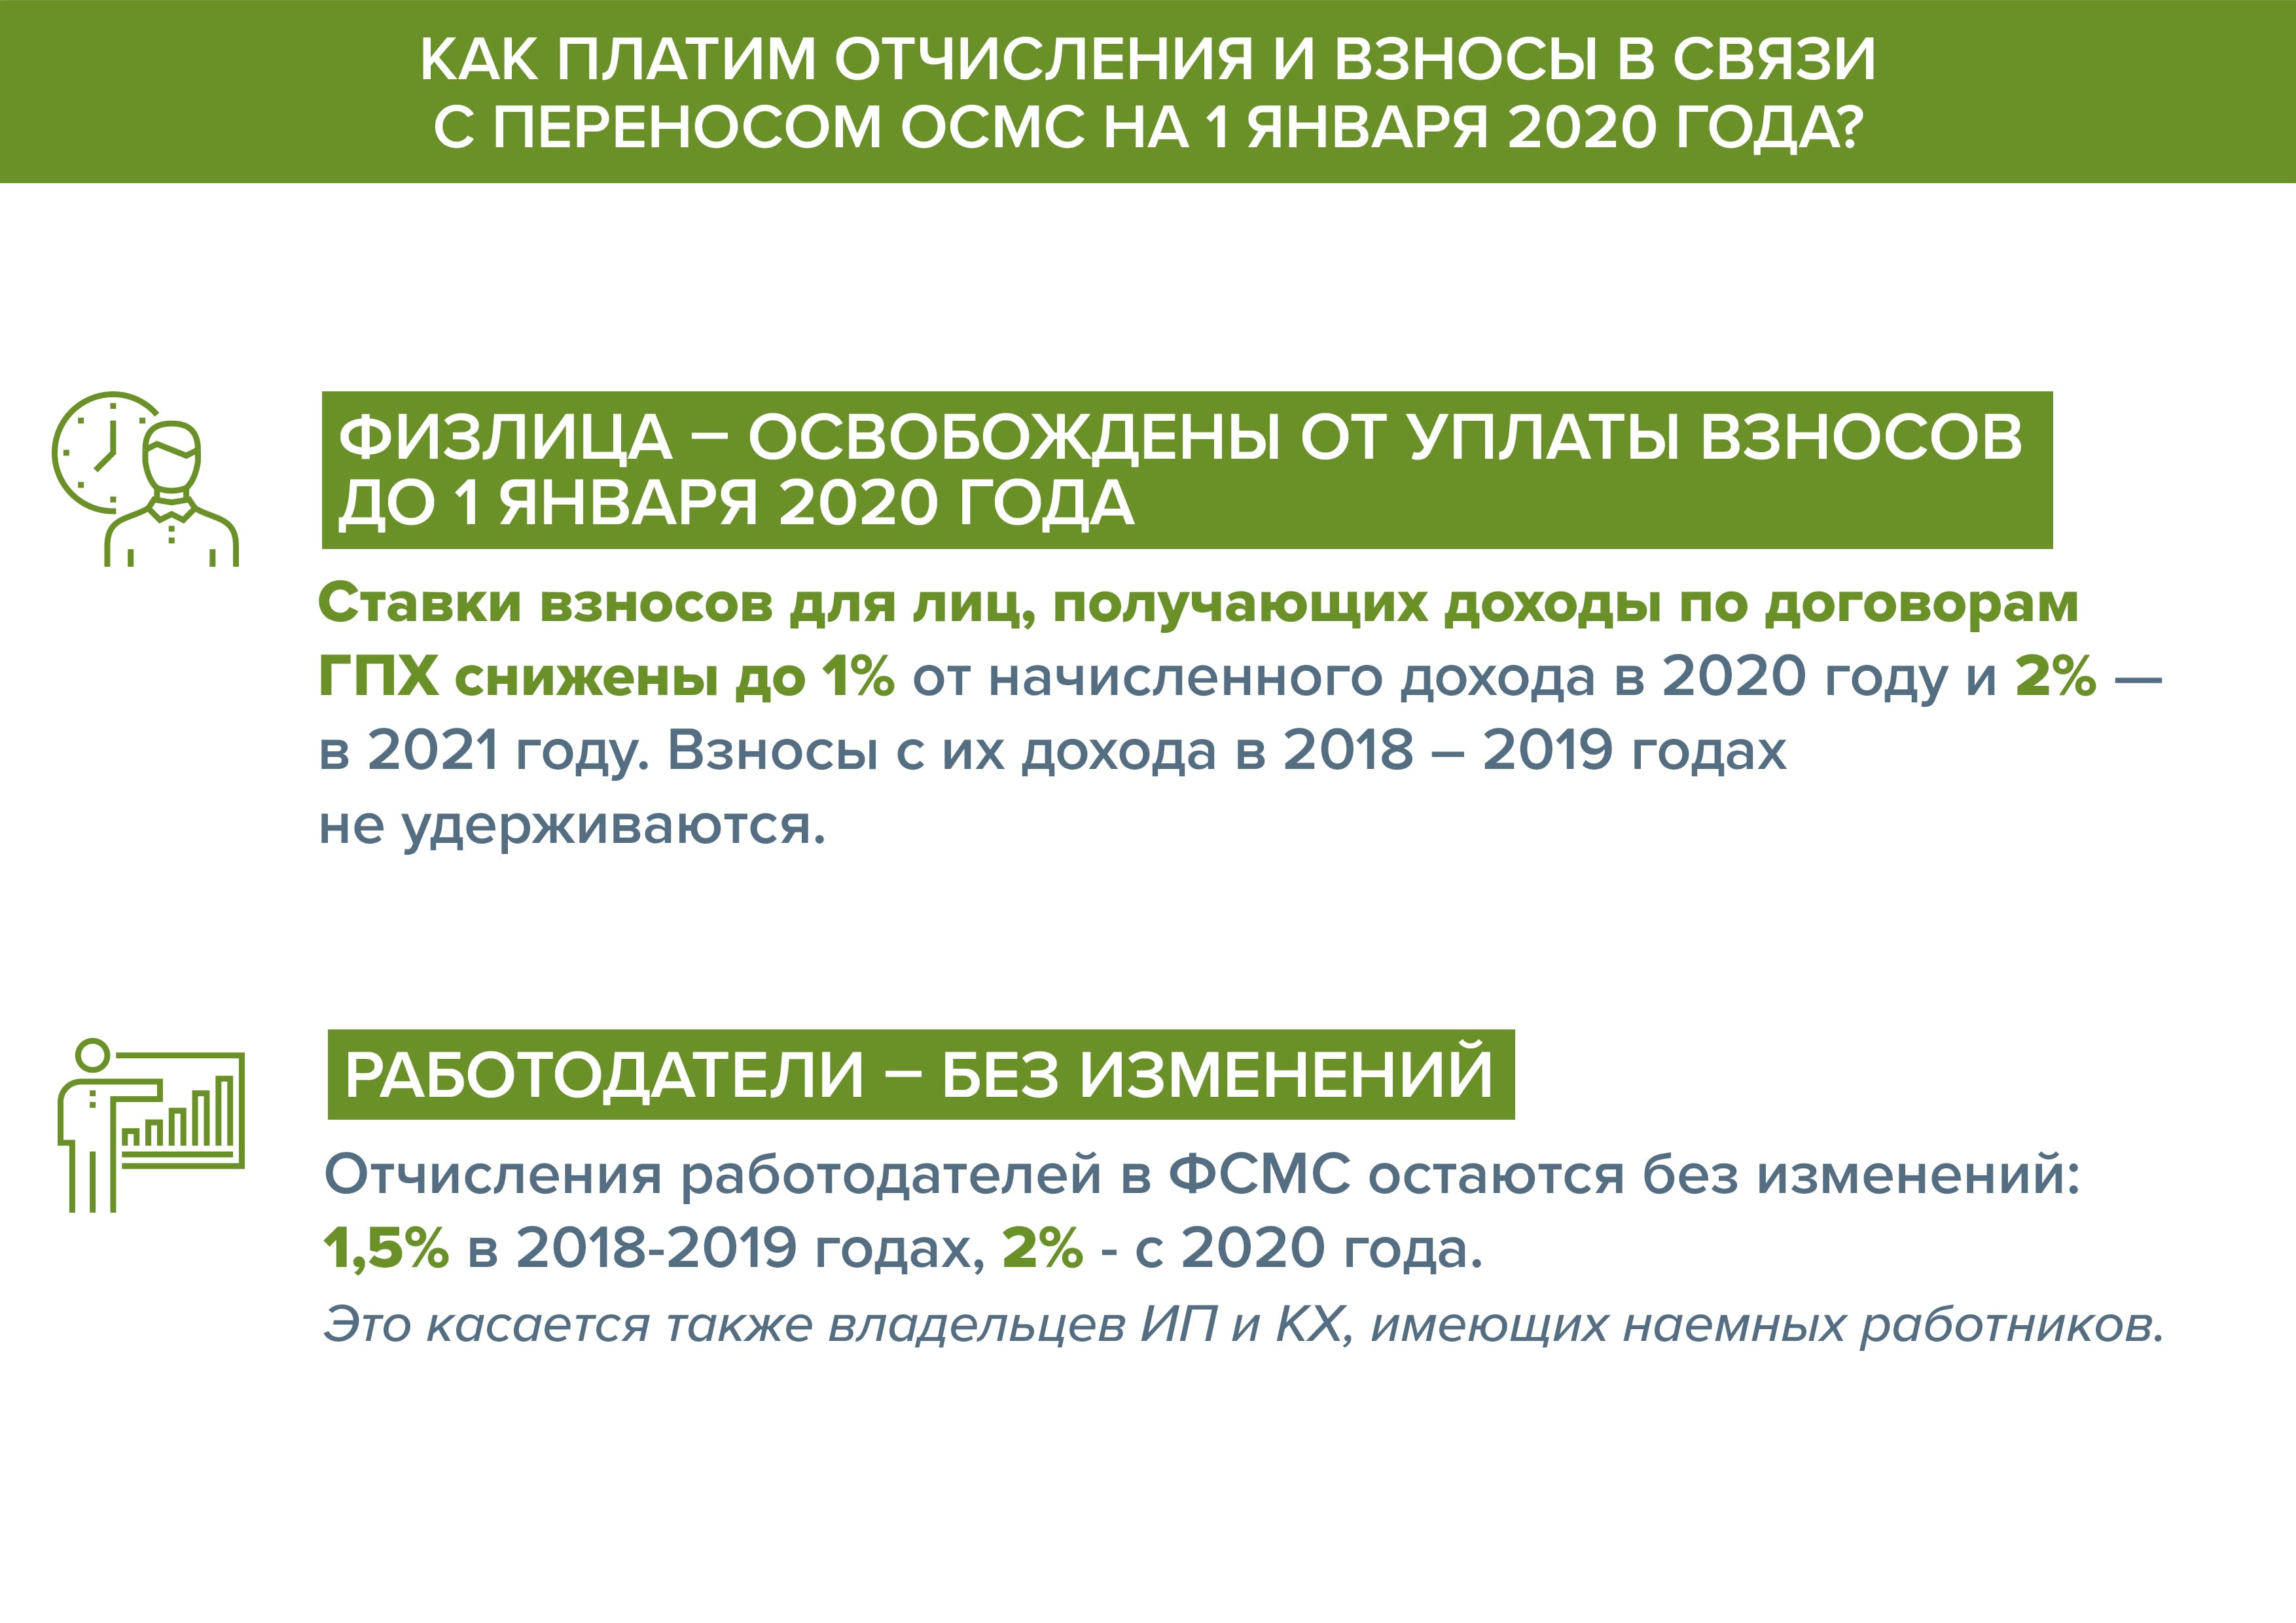 КАК ПЛАТИМ ОТЧИСЛЕНИЯ И ВЗНОСЫ В СВЯЗИ
С ПЕРЕНОСОМ ОСМС НА 1 ЯНВАРЯ 2020 ГОДА?
ФИЗЛИЦА – ОСВОБОЖДЕНЫ ОТ УПЛАТЫ ВЗНОСОВ
ДО 1 ЯНВАРЯ 2020 ГОДА
Ставки взносов для лиц, получающих доходы по договорам
ГПХ снижены до 1% от начисленного дохода в 2020 году и 2% —
в 2021 году. Взносы с их дохода в 2018 – 2019 годах
не удерживаются.
РАБОТОДАТЕЛИ – БЕЗ ИЗМЕНЕНИЙ
Отчисления работодателей в ФСМС остаются без изменений:
1,5% в 2018-2019 годах, 2% - с 2020 года.
Это касается также владельцев ИП и КХ, имеющих наемных работников.